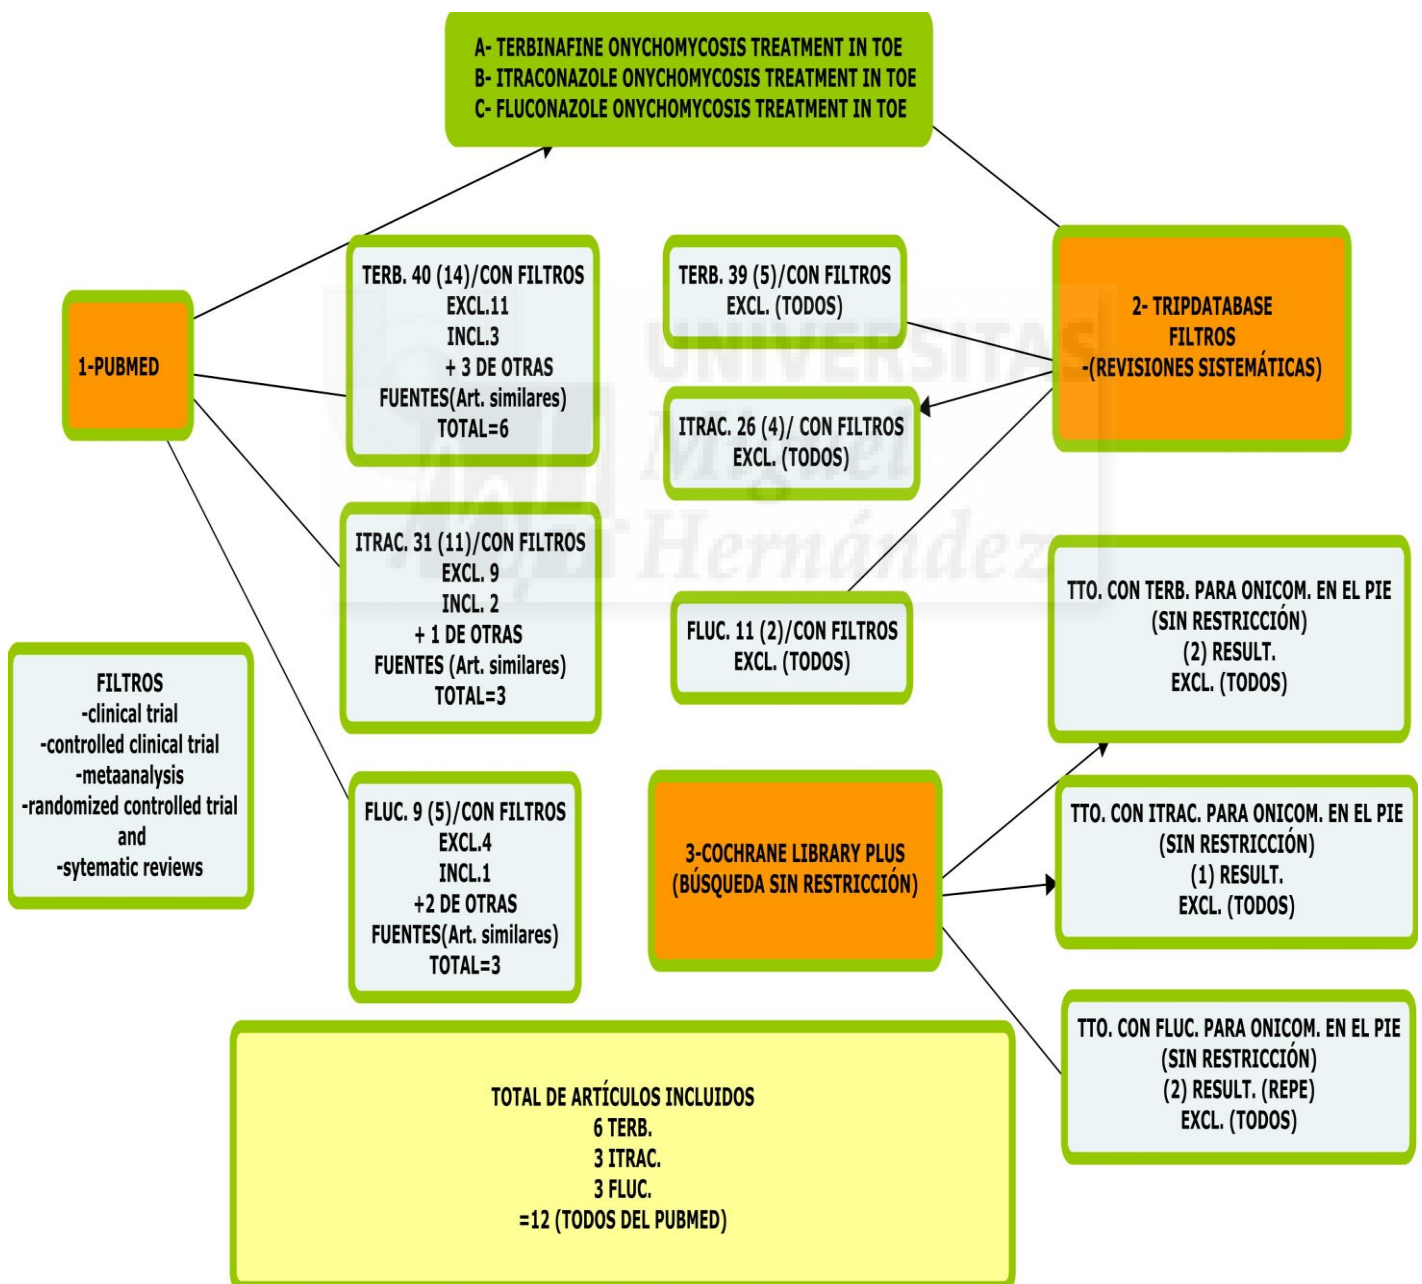 A- TERBINAFINE ONYCHOMYCOSIS TREATMENT IN TOE
B- ITRACONAZOLE ONYCHOMYCOSIS TREATMENT IN TOE
C- FLUCONAZOLE ONYCHOMYCOSIS TREATMENT IN TOE
1-PUBMED
TERB. 40 (14)/CON FILTROS
EXCL.11
INCL.3
+ 3 DE OTRAS
FUENTES(Art. similares)
TOTAL=6
ITRAC. 31 (11)/CON FILTROS
EXCL. 9
INCL. 2
+ 1 DE OTRAS
FUENTES (Art. similares)
TOTAL=3
FLUC. 9 (5)/CON FILTROS
EXCL.4
INCL.1
+2 DE OTRAS
FUENTES(Art. similares)
TOTAL=3
FILTROS
-clinical trial
-controlled clinical trial
-metaanalysis
-randomized controlled trial
and
-sytematic reviews
2- TRIPDATABASE
FILTROS
-(REVISIONES SISTEMÁTICAS)
TERB. 39 (5)/CON FILTROS
EXCL. (TODOS)
ITRAC. 26 (4)/ CON FILTROS
EXCL. (TODOS)
FLUC. 11 (2)/CON FILTROS
EXCL. (TODOS)
UNIVERSITAS
Miguel
Hernández
3-COCHRANE LIBRARY PLUS
(BÚSQUEDA SIN RESTRICCIÓN)
TTO. CON TERB. PARA ONICOM. EN EL PIE
(SIN RESTRICCIÓN)
(2) RESULT.
EXCL. (TODOS)
TTO. CON ITRAC. PARA ONICOM. EN EL PIE
(SIN RESTRICCIÓN)
(1) RESULT.
EXCL. (TODOS)
TTO. CON FLUC. PARA ONICOM. EN EL PIE
(SIN RESTRICCIÓN)
(2) RESULT. (REPE)
EXCL. (TODOS)
TOTAL DE ARTÍCULOS INCLUIDOS
6 TERB.
3 ITRAC.
3 FLUC.
=12 (TODOS DEL PUBMED)